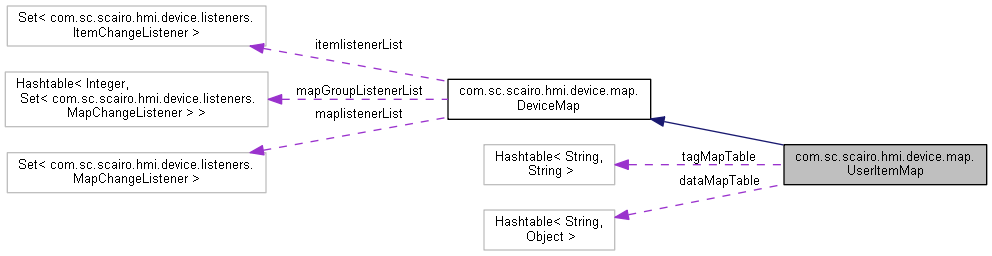 Set< com.sc.scairo.hmi.device.listeners.
ItemChangeListener >
itemlistenerList
Hashtable< Integer,
Set< com.sc.scairo.hmi.device.listeners.
MapChangeListener > >
mapGroupListenerList
maplistenerList
Set< com.sc.scairo.hmi.device.listeners.
MapChangeListener >
com.sc.scairo.hmi.device.map.
DeviceMap
Hashtable< String,
String >
tagMapTable
dataMapTable
Hashtable< String,
Object >
com.sc.scairo.hmi.device.map.
UserItemMap